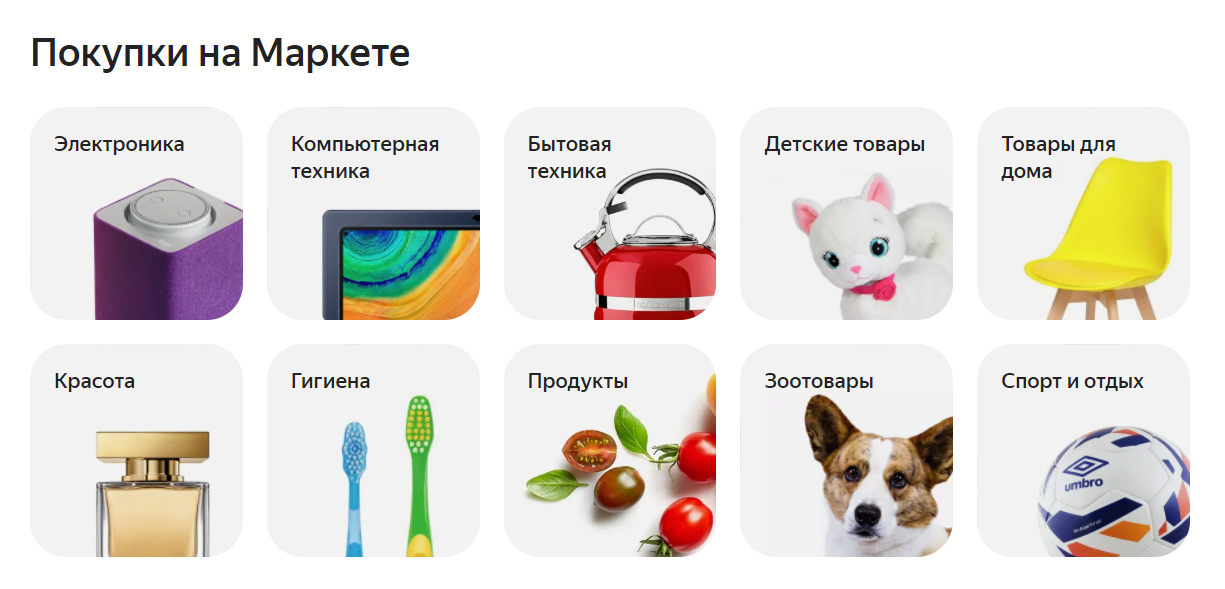 Покупки на Маркете
Электроника
Компьютерная
техника
Бытовая
техника
Детские товары
Товары для
дома
Красота
Гигиена
Продукты
Зоотовары
Спорт и отдых
umbro